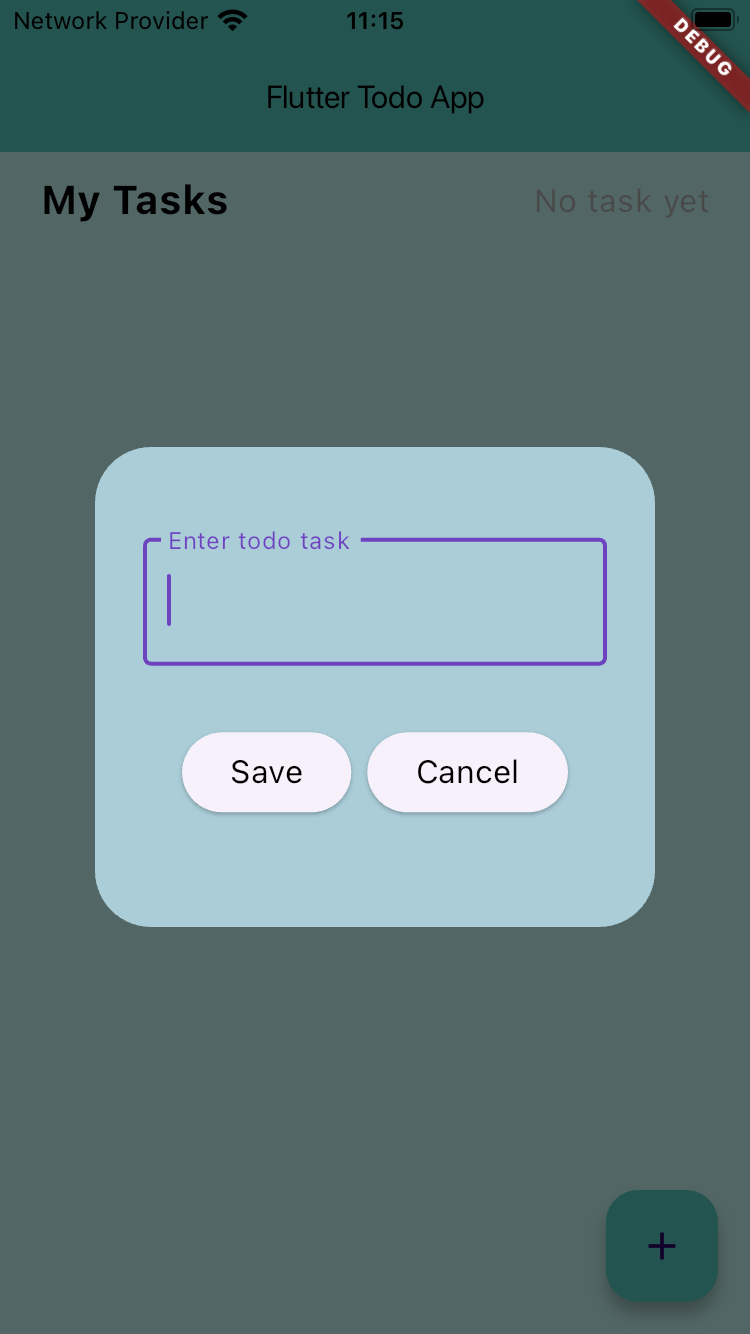 Network Provider 11:15
DEBUG
Flutter Todo App
My Tasks No task yet
Enter todo task
Save Cancel
+